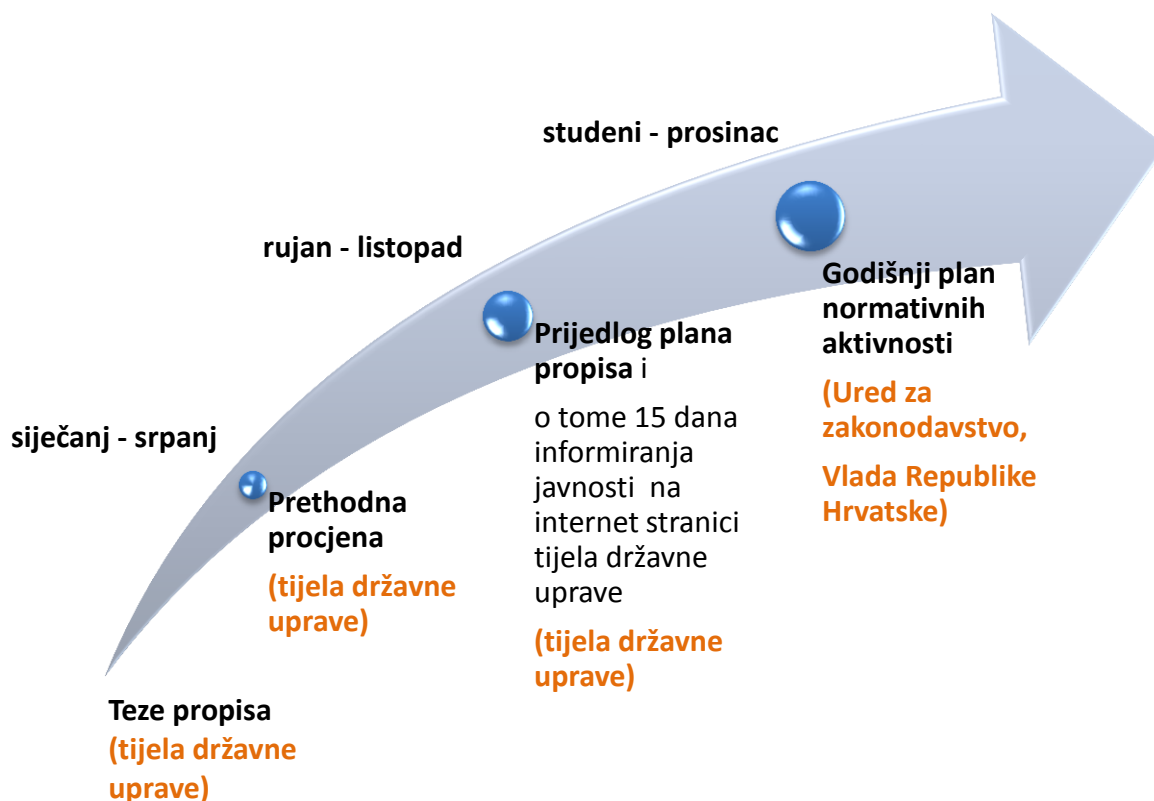 studeni - prosinac
rujan - listopad
Godišnji plan
normativnih
aktivnosti
(Ured za
zakonodavstvo,
Vlada Republike
Hrvatske)
Prijedlog plana
propisa i
o tome 15 dana
informiranja
javnosti na
internet stranici
tijela državne
uprave
(tijela državne
uprave)
siječanj - srpanj
Prethodna
procjena
(tijela državne
uprave)
Teze propisa
(tijela državne
uprave)